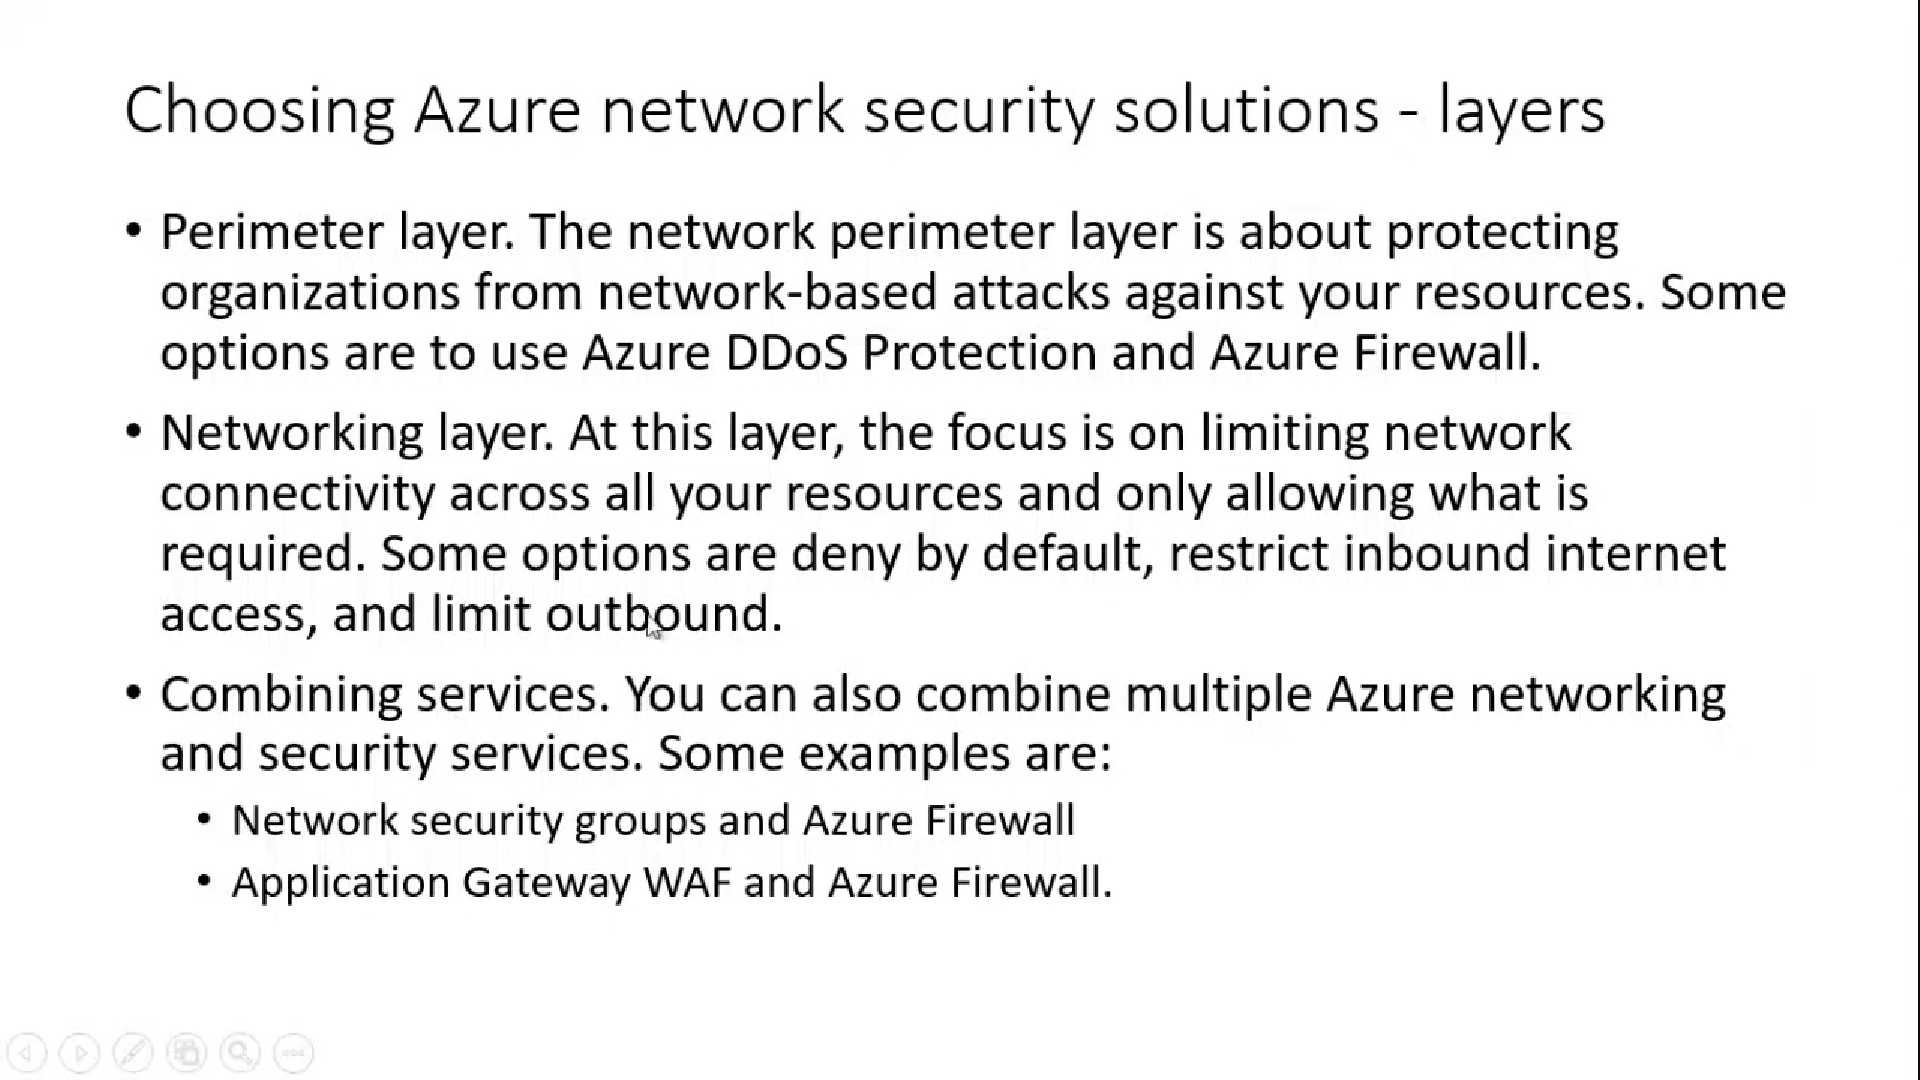 Choosing Azure network security solutions - layers
• Perimeter layer. The network perimeter layer is about protecting
organizations from network-based attacks against your resources. Some
options are to use Azure DDoS Protection and Azure Firewall.
• Networking layer. At this layer, the focus is on limiting network
connectivity across all your resources and only allowing what is
required. Some options are deny by default, restrict inbound internet
access, and limit outbound.
• Combining services. You can also combine multiple Azure networking
and security services. Some examples are:
• Network security groups and Azure Firewall
• Application Gateway WAF and Azure Firewall.